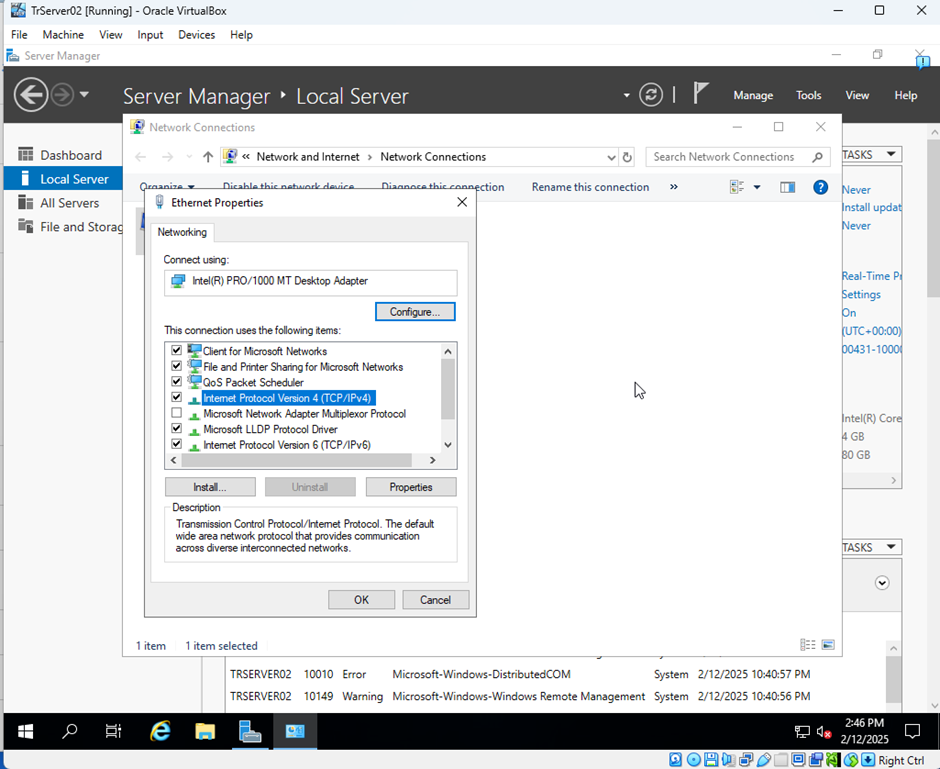 TrServer02 [Running] - Oracle VirtualBox
File Machine View Input Devices Help
Server Manager
Server Manager Local Server
Manage Tools View Help
Network Connections
« Network and Internet › Network Connections
Search Network Connections
Dashboard
Local Server
All Servers
File and Storag
Organize Disable this network device Diagnose this connection Rename this connection »
TASKS
Never
Install updat
Never
Real-Time Pr
Settings
On
(UTC+00:00)
00431-10000
Intel(R) Core
4 GB
80 GB
TASKS
Ethernet Properties
Networking
Connect using:
Intel(R) PRO/1000 MT Desktop Adapter
Configure...
This connection uses the following items:
Client for Microsoft Networks
File and Printer Sharing for Microsoft Networks
QoS Packet Scheduler
Internet Protocol Version 4 (TCP/IPv4)
Microsoft Network Adapter Multiplexor Protocol
Microsoft LLDP Protocol Driver
Internet Protocol Version 6 (TCP/IPv6)
Install... Uninstall Properties
Description
Transmission Control Protocol/Internet Protocol. The default
wide area network protocol that provides communication
across diverse interconnected networks.
OK Cancel
1 item 1 item selected
TRSERVER02 10010 Error Microsoft-Windows-DistributedCOM System 2/12/2025 10:40:57 PM
TRSERVER02 10149 Warning Microsoft-Windows-Windows Remote Management System 2/12/2025 10:40:56 PM
2:46 PM
2/12/2025
Right Ctrl